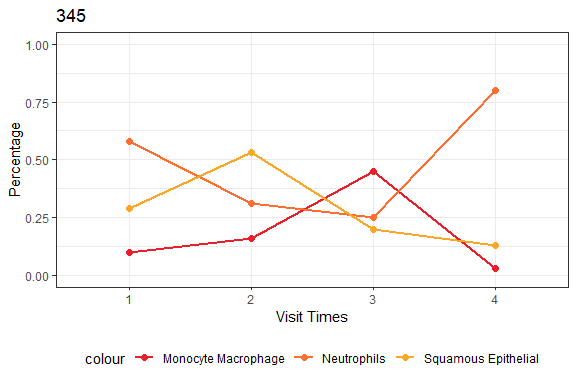 345
1.00
0.75
0.50
0.25
0.00
Percentage
1 2 3 4
Visit Times
colour Monocyte Macrophage Neutrophils Squamous Epithelial